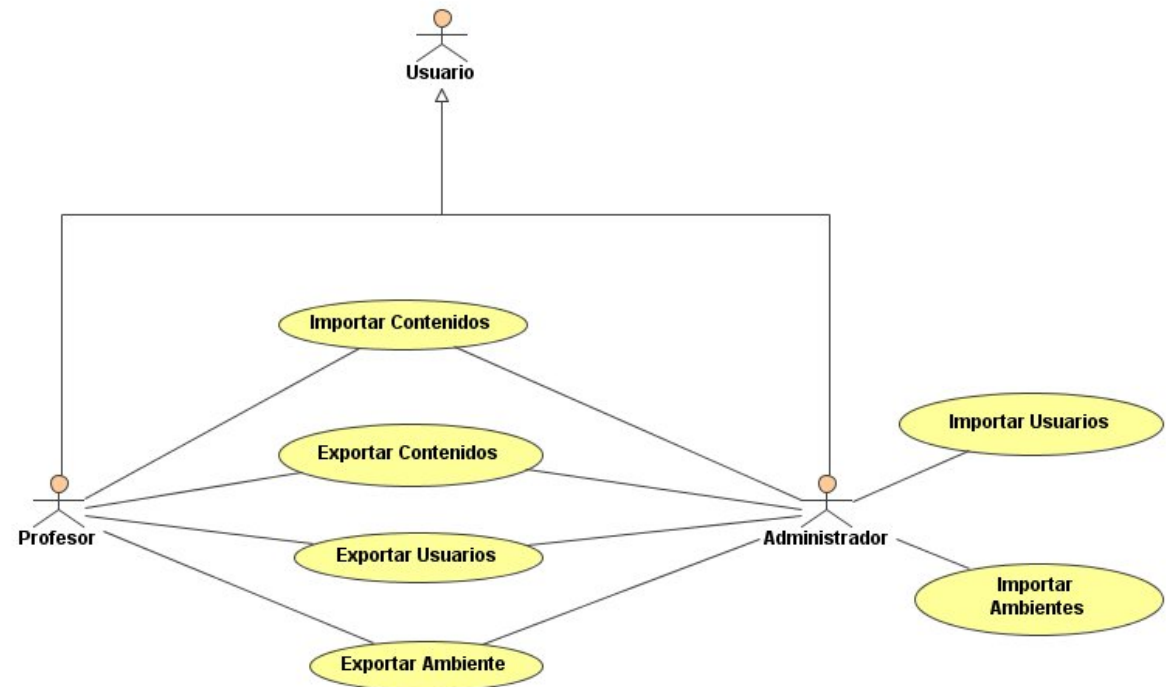 Usuario
Importar Contenidos
Importar Usuarios
Exportar Contenidos
Profesor
Administrador
Exportar Usuarios
Importar
Ambientes
Exportar Ambiente